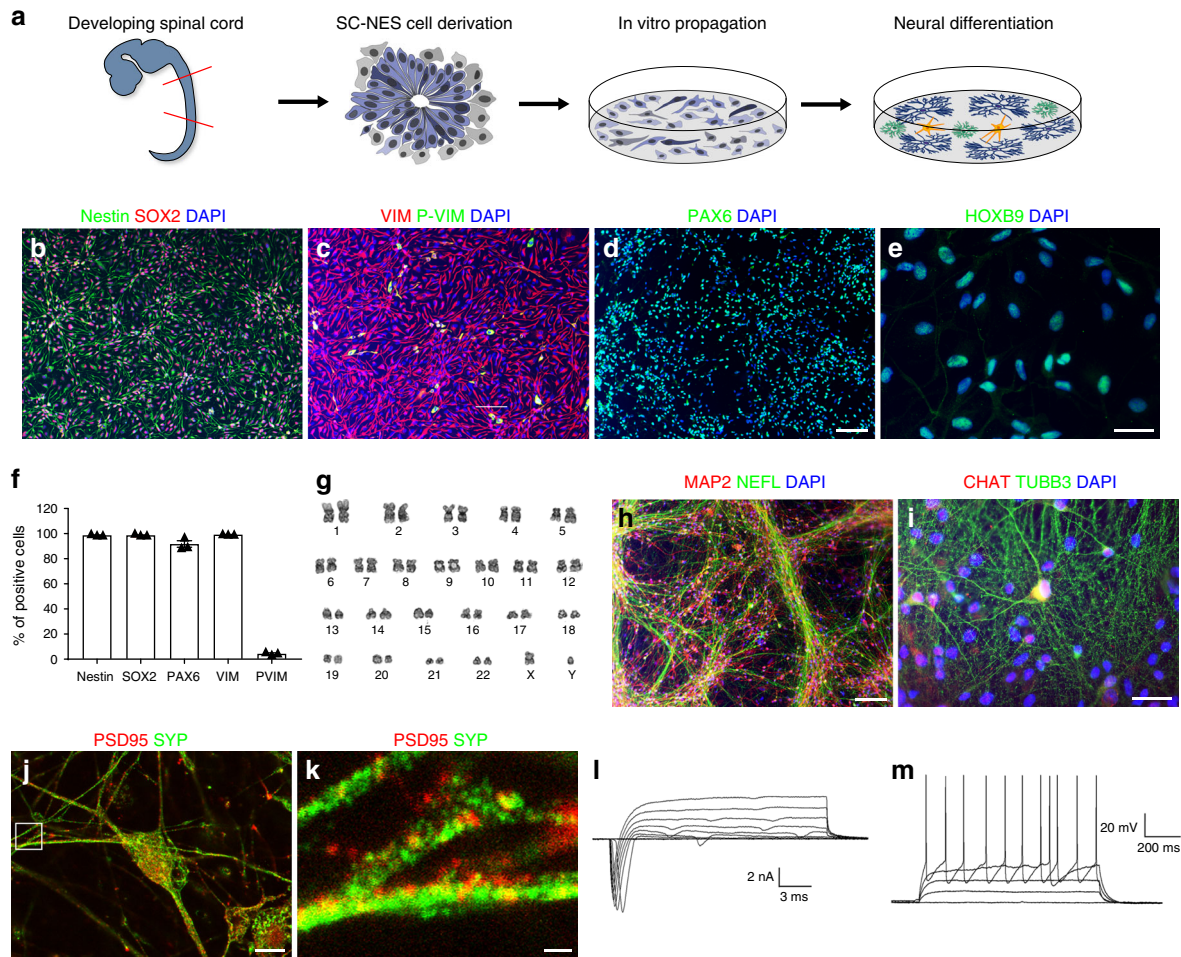 a
Developing spinal cord
SC-NES cell derivation
In vitro propagation
Neural differentiation
Nestin SOX2 DAPI
VIM P-VIM DAPI
PAX6 DAPI
HOXB9 DAPI
b
c
d
e
f
% of positive cells
120
100
80
60
40
20
0
Nestin SOX2 PAX6 VIM PVIM
g
1 2 3 4 5
6 7 8 9 10 11 12
13 14 15 16 17 18
19 20 21 22 X Y
MAP2 NEFL DAPI
CHAT TUBB3 DAPI
h
i
PSD95 SYP
PSD95 SYP
j
k
l
2 nA
3 ms
m
20 mV
200 ms